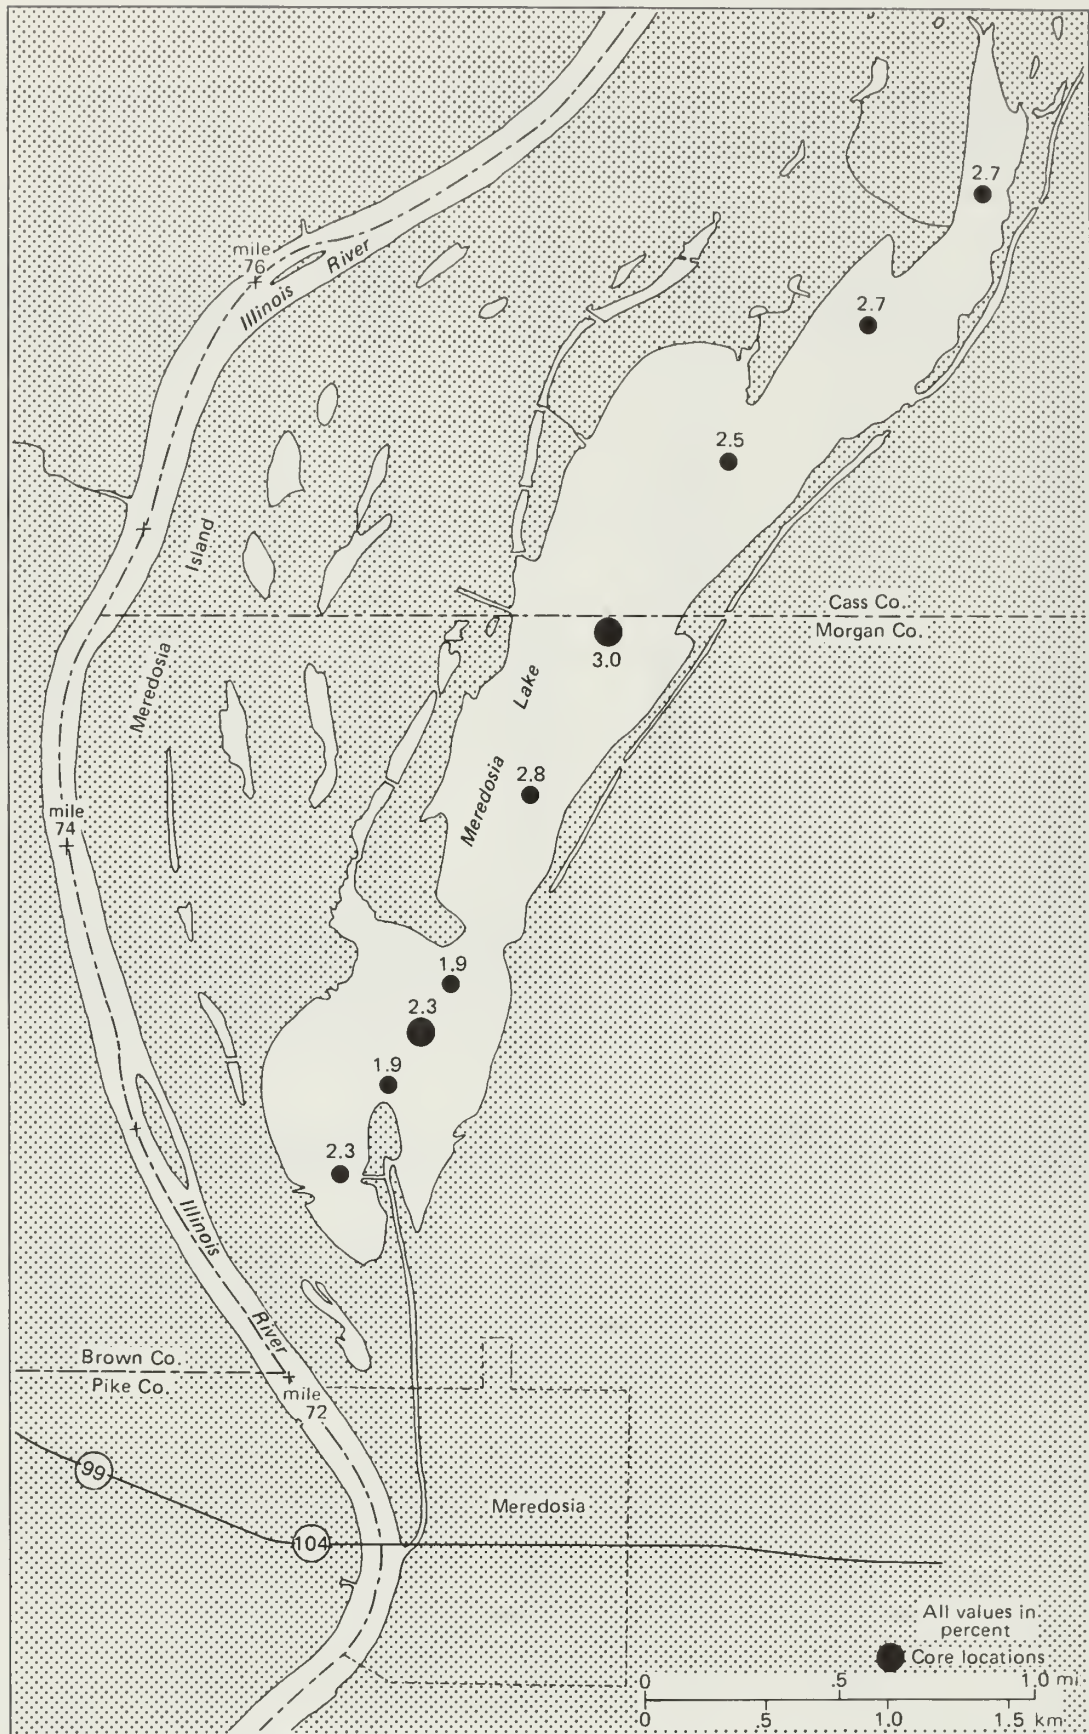 2.7
mile
76
Illinois River
2.7
2.5
Island
Cass Co.
Morgan Co.
3.0
Lake
Meredosia
2.8
Meredosia
mile
74
1.9
2.3
1.9
2.3
Illinois
River
Brown Co.
Pike Co.
mile
72
99
Meredosia
104
All values in
percent
Core locations
0 .5 1.0 mi
0 .5 1.0 1.5
km